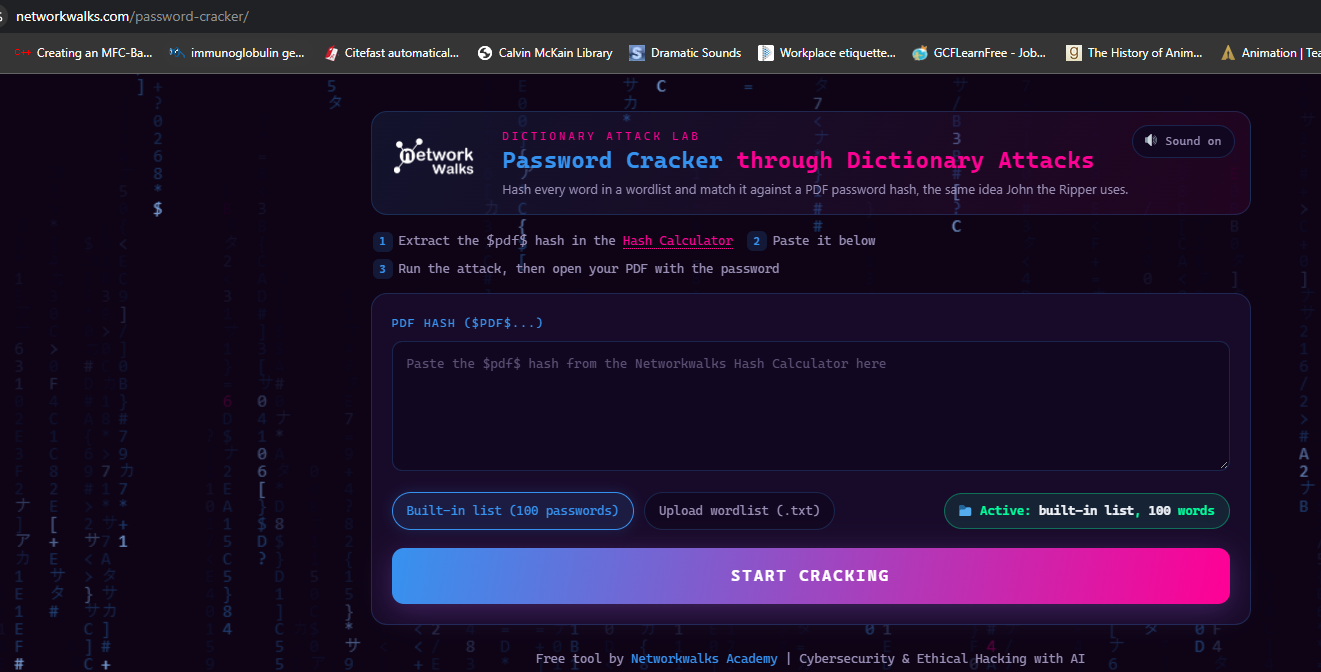 networkwalks.com/password-cracker/
Creating an MFC-Ba... immunoglobulin ge... Citefast automatical... Calvin McKain Library Dramatic Sounds Workplace etiquette... GCFLearnFree - Job... The History of Anim... Animation | Tea
DICTIONARY ATTACK LAB
Sound on
Network Walks
Password Cracker through Dictionary Attacks
Hash every word in a wordlist and match it against a PDF password hash, the same idea John the Ripper uses.
1 Extract the $pdf$ hash in the Hash Calculator 2 Paste it below
3 Run the attack, then open your PDF with the password
PDF HASH ($PDF$...)
Paste the $pdf$ hash from the Networkwalks Hash Calculator here
Built-in list (100 passwords) Upload wordlist (.txt) Active: built-in list, 100 words
START CRACKING
Free tool by Networkwalks Academy | Cybersecurity & Ethical Hacking with AI